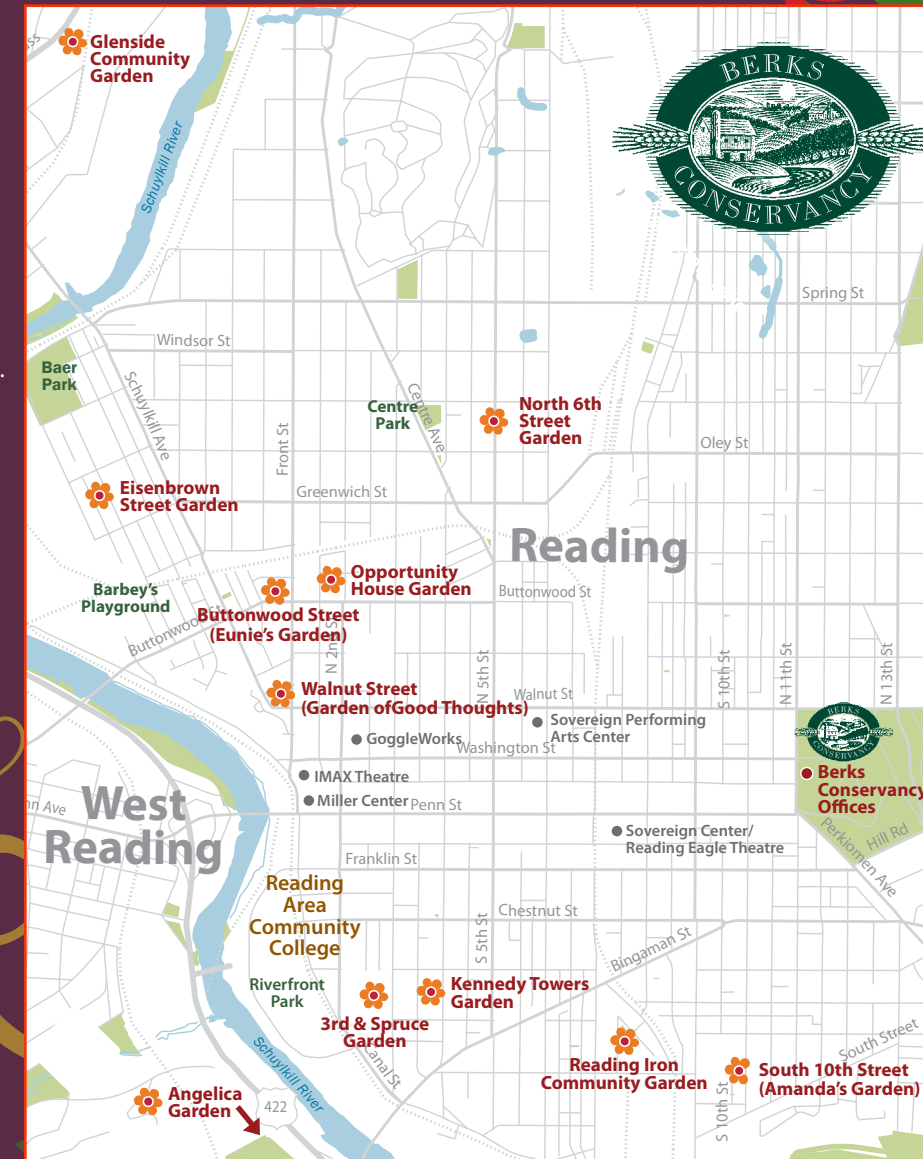 Glenside
Community
Garden
Schuylkill River
BERKS
CONSERVANCY
Spring St
Windsor St
Baer
Park
Schuylkill Ave
Front St
Centre
Park
Centre Ave
North 6th
Street
Garden
Oley St
Eisenbrown
Street Garden
Greenwich St
Reading
Opportunity
House Garden
Barbey's
Playground
Buttonwood St
Buttonwood St
Buttonwood Street
(Eunie's Garden)
N 2nd St
N 5th St
S 10th St
N 11th St
N 13th St
Walnut Street
(Garden ofGood Thoughts)
Walnut St
Sovereign Performing
Arts Center
GoggleWorks
Washington St
BERKS
CONSERVANCY
Berks
Conservancy
Offices
IMAX Theatre
Miller Center
Penn St
West
Reading
nn Ave
Sovereign Center/
Reading Eagle Theatre
Perkiomen Ave
Hill Rd
Franklin St
Reading
Area
Community
College
Chestnut St
S 5th St
Bingaman St
Riverfront
Park
Kennedy Towers
Garden
3rd & Spruce
Garden
Canal St
Schuylkill River
Reading Iron
Community Garden
South Street
South 10th Street
(Amanda's Garden)
S 10th St
Angelica
Garden
422